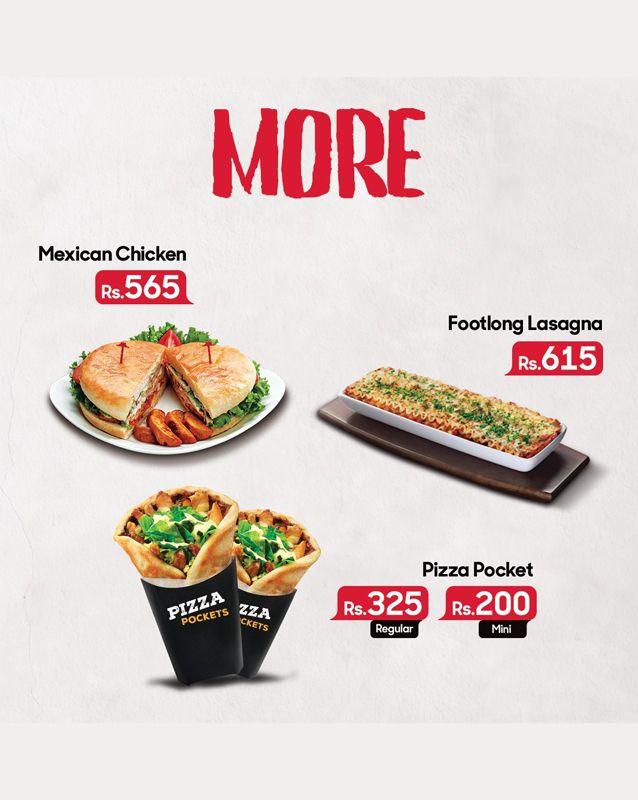 MORE
Mexican Chicken
Rs.565
Footlong Lasagna
Rs.615
PIZZA
POCKETS
ZZA
CKETS
Pizza Pocket
Rs.325
Regular
Rs.200
Mini